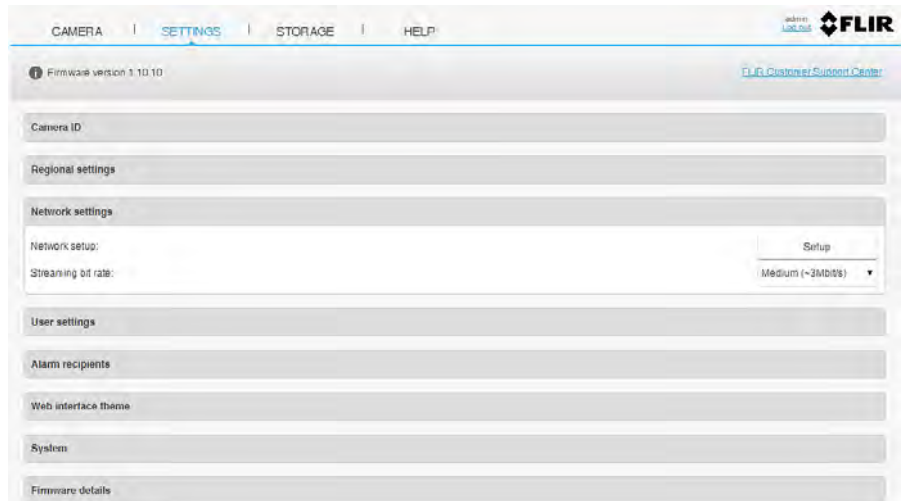 CAMERA | SETTINGS | STORAGE | HELP
admin
Log out
FLIR
Firmware version 1.10.10
FLIR Customer Support Center
Camera ID
Regional settings
Network settings
Network setup:
Setup
Streaming bit rate:
Medium (~3Mbit/s)
User settings
Alarm recipients
Web interface theme
System
Firmware details